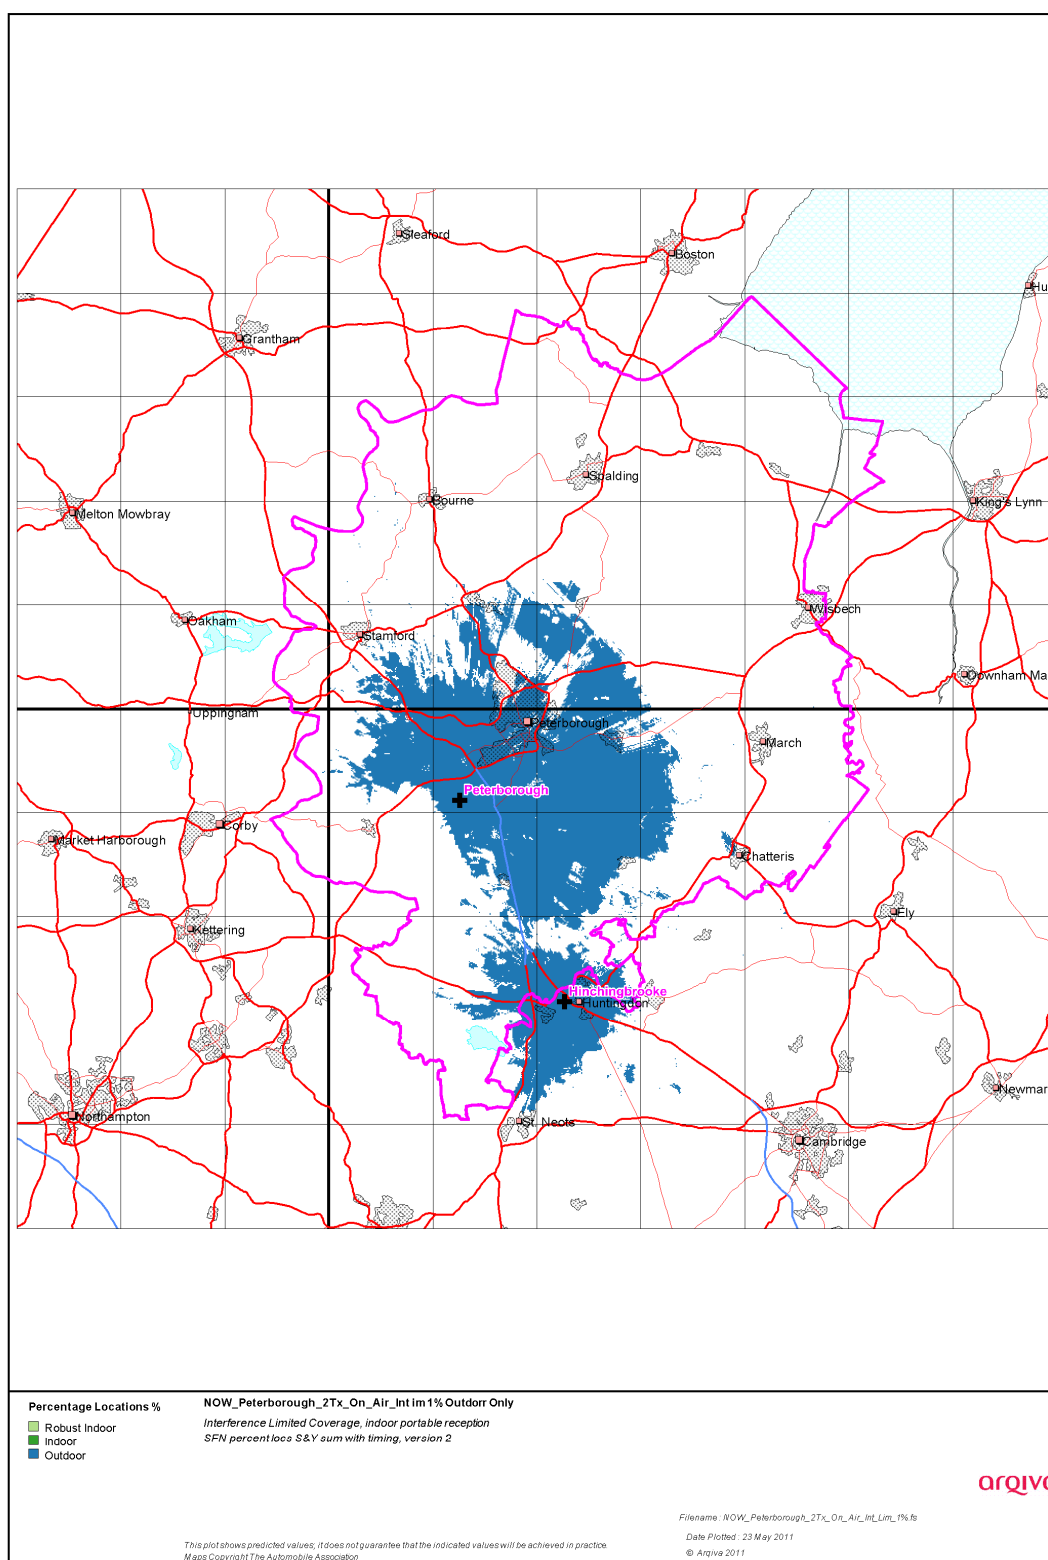 Sleaford
Boston
Hu
Grantham
Spalding
Bourne
King's Lynn
Melton Mowbray
Wisbech
Oakham
Stamford
Downham Ma
Uppingham
Peterborough
March
Peterborough
Corby
Market Harborough
Chatteris
Ely
Kettering
Hinchingbrooke
Huntingdon
Newmar
Northampton
St. Neots
Cambridge
Percentage Locations %
Robust Indoor
Indoor
Outdoor
NOW_Peterborough_2Tx_On_Air_Int im 1% Outdorr Only
Interference Limited Coverage, indoor portable reception
SFN percent locs S&Y sum with timing, version 2
arqiva
Filename : NOW_Peterborough_2Tx_On_Air_Int_Lim_1%.fs
Date Plotted : 23 May 2011
© Arqiva 2011
This plot shows predicted values; it does not guarantee that the indicated values will be achieved in practice.
Maps Copyright The Automobile Association